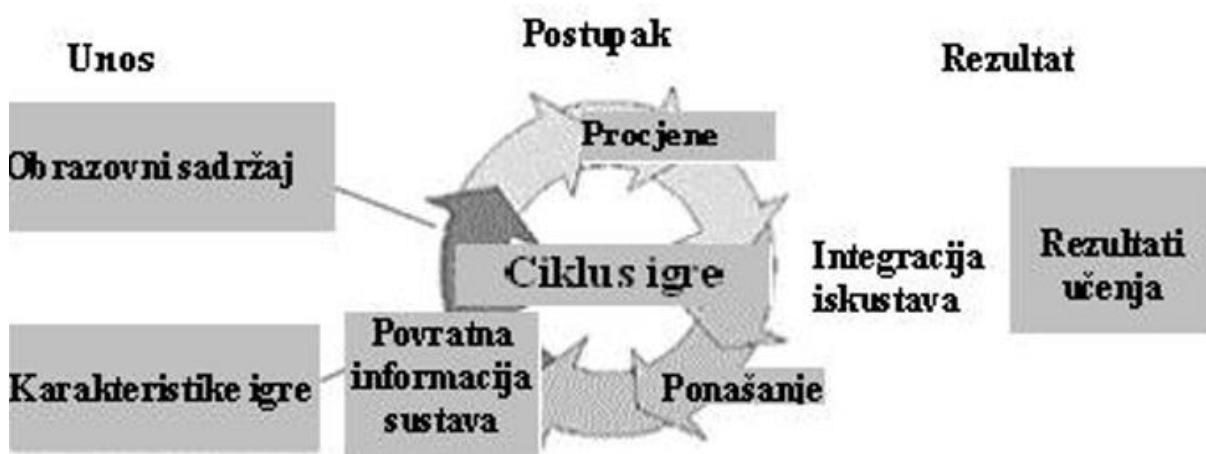 Unos
Postupak
Rezultat
Obrazovni sadržaj
Procjene
Ciklus igre
Integracija
iskustava
Rezultati
učenja
Karakteristike igre
Povratna
informacija
sustava
Ponašanje